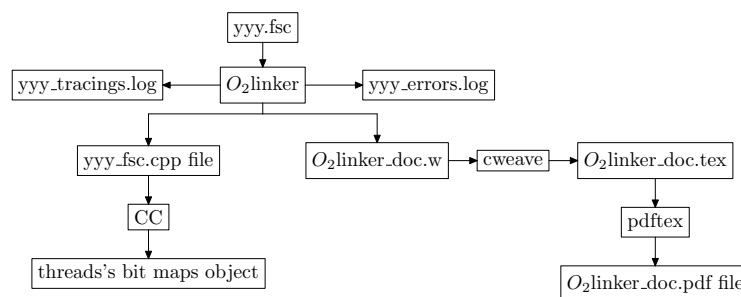 yyy.fsc
yyy_tracings.log
O₂linker
yyy_errors.log
yyy_fsc.cpp file
O₂linker_doc.w
cweave
O₂linker_doc.tex
CC
pdftex
threads's bit maps object
O₂linker_doc.pdf file